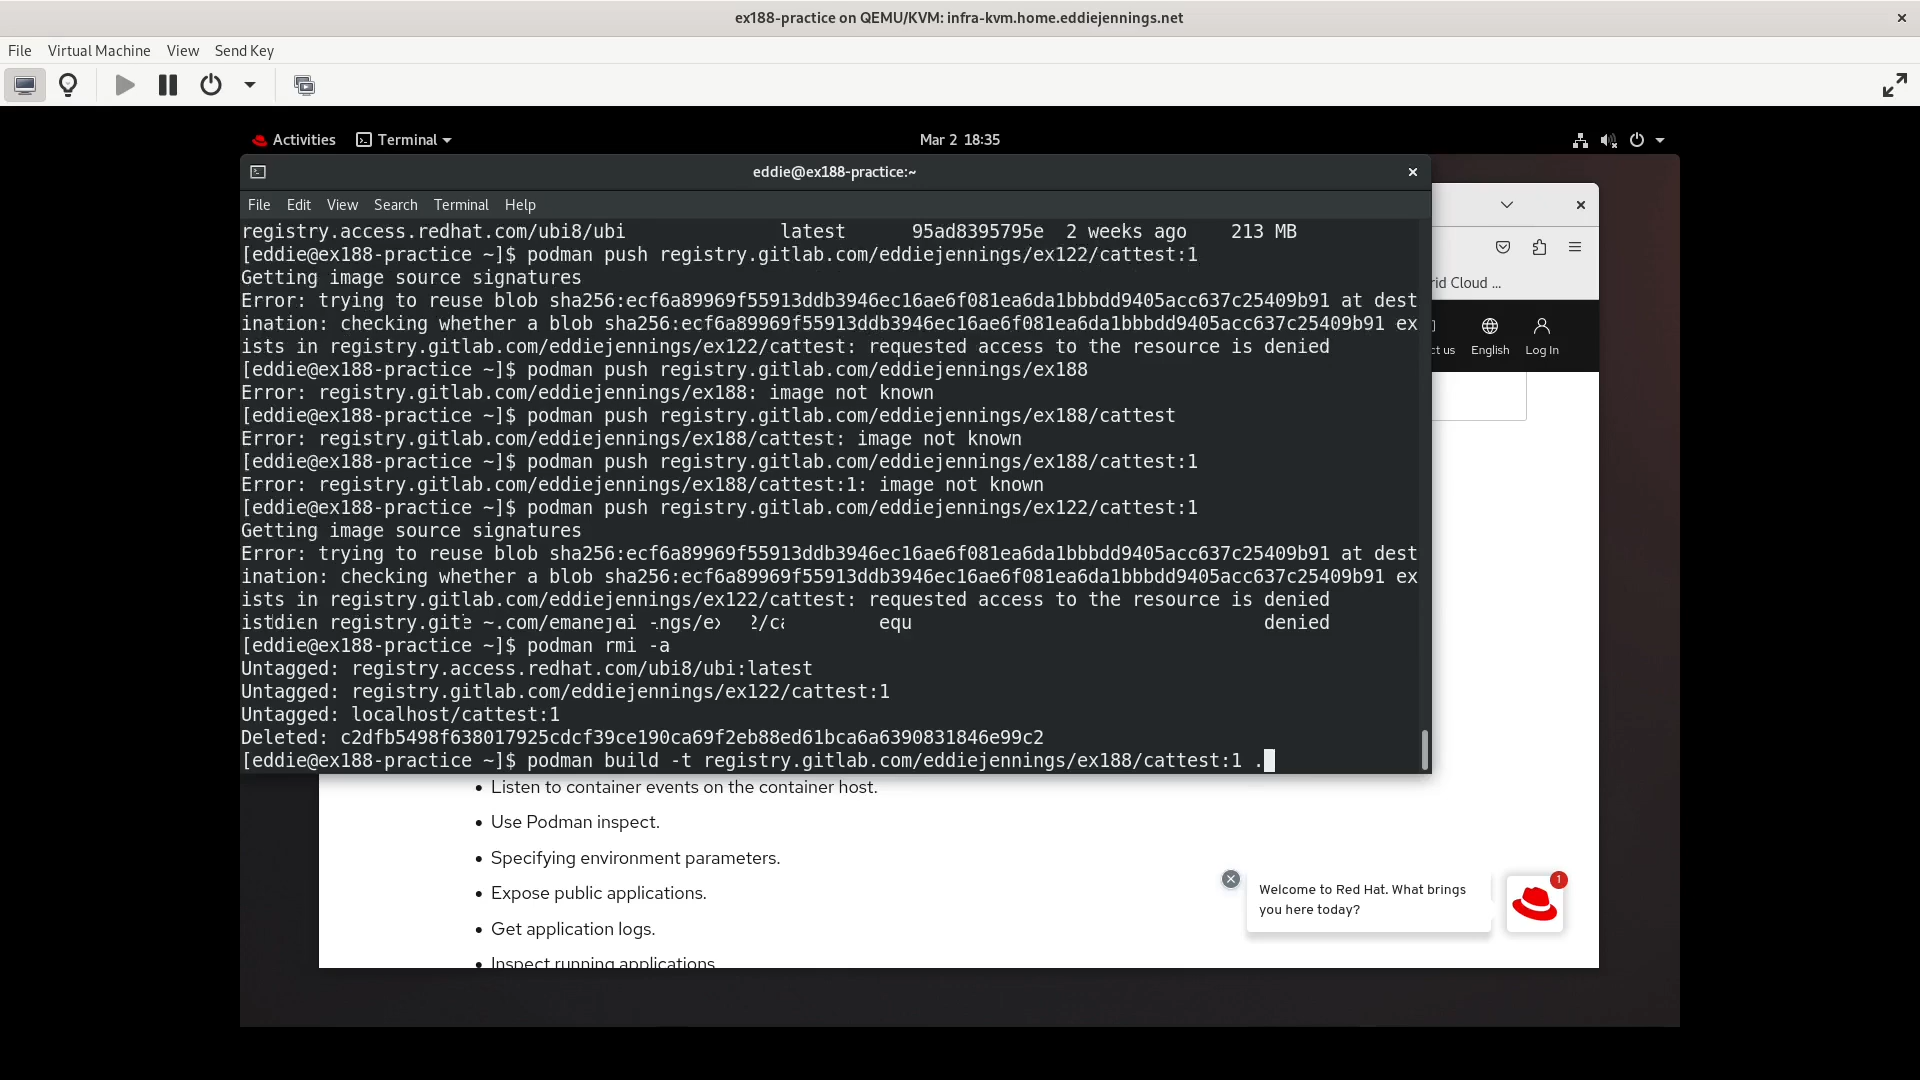 ex188-practice on QEMU/KVM: infra-kvm.home.eddiejennings.net
File Virtual Machine View Send Key
Activities Terminal Mar 2 18:35
eddie@ex188-practice:~
File Edit View Search Terminal Help
registry.access.redhat.com/ubi8/ubi latest 95ad8395795e 2 weeks ago 213 MB
[eddie@ex188-practice ~]$ podman push registry.gitlab.com/eddiejennings/ex122/cattest:1
Getting image source signatures
Error: trying to reuse blob sha256:ecf6a89969f55913ddb3946ec16ae6f081ea6da1bbbdd9405acc637c25409b91 at dest
ination: checking whether a blob sha256:ecf6a89969f55913ddb3946ec16ae6f081ea6da1bbbdd9405acc637c25409b91 ex
ists in registry.gitlab.com/eddiejennings/ex122/cattest: requested access to the resource is denied
[eddie@ex188-practice ~]$ podman push registry.gitlab.com/eddiejennings/ex188
Error: registry.gitlab.com/eddiejennings/ex188: image not known
[eddie@ex188-practice ~]$ podman push registry.gitlab.com/eddiejennings/ex188/cattest
Error: registry.gitlab.com/eddiejennings/ex188/cattest: image not known
[eddie@ex188-practice ~]$ podman push registry.gitlab.com/eddiejennings/ex188/cattest:1
Error: registry.gitlab.com/eddiejennings/ex188/cattest:1: image not known
[eddie@ex188-practice ~]$ podman push registry.gitlab.com/eddiejennings/ex122/cattest:1
Getting image source signatures
Error: trying to reuse blob sha256:ecf6a89969f55913ddb3946ec16ae6f081ea6da1bbbdd9405acc637c25409b91 at dest
ination: checking whether a blob sha256:ecf6a89969f55913ddb3946ec16ae6f081ea6da1bbbdd9405acc637c25409b91 ex
ists in registry.gitlab.com/eddiejennings/ex122/cattest: requested access to the resource is denied
denied
[eddie@ex188-practice ~]$ podman rmi -a
Untagged: registry.access.redhat.com/ubi8/ubi:latest
Untagged: registry.gitlab.com/eddiejennings/ex122/cattest:1
Untagged: localhost/cattest:1
Deleted: c2dfb5498f638017925cdcf39ce190ca69f2eb88ed61bca6a6390831846e99c2
[eddie@ex188-practice ~]$ podman build -t registry.gitlab.com/eddiejennings/ex188/cattest:1 .
rid Cloud ...
ct us English Log In
• Listen to container events on the container host.
• Use Podman inspect.
• Specifying environment parameters.
• Expose public applications.
• Get application logs.
• Inspect running applications
Welcome to Red Hat. What brings
you here today?
1